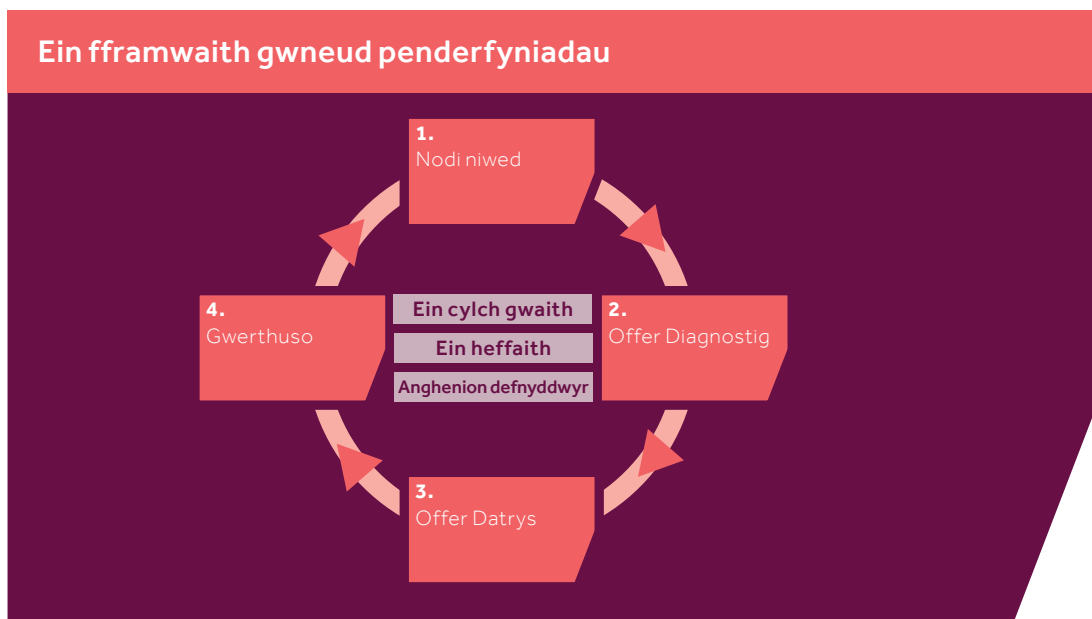 Ein fframwaith gwneud penderfyniadau
1.
Nodi niwed
2.
Offer Diagnostig
3.
Offer Datrys
4.
Gwerthuso
Ein cylch gwaith
Ein heffaith
Anghenion defnyddwyr